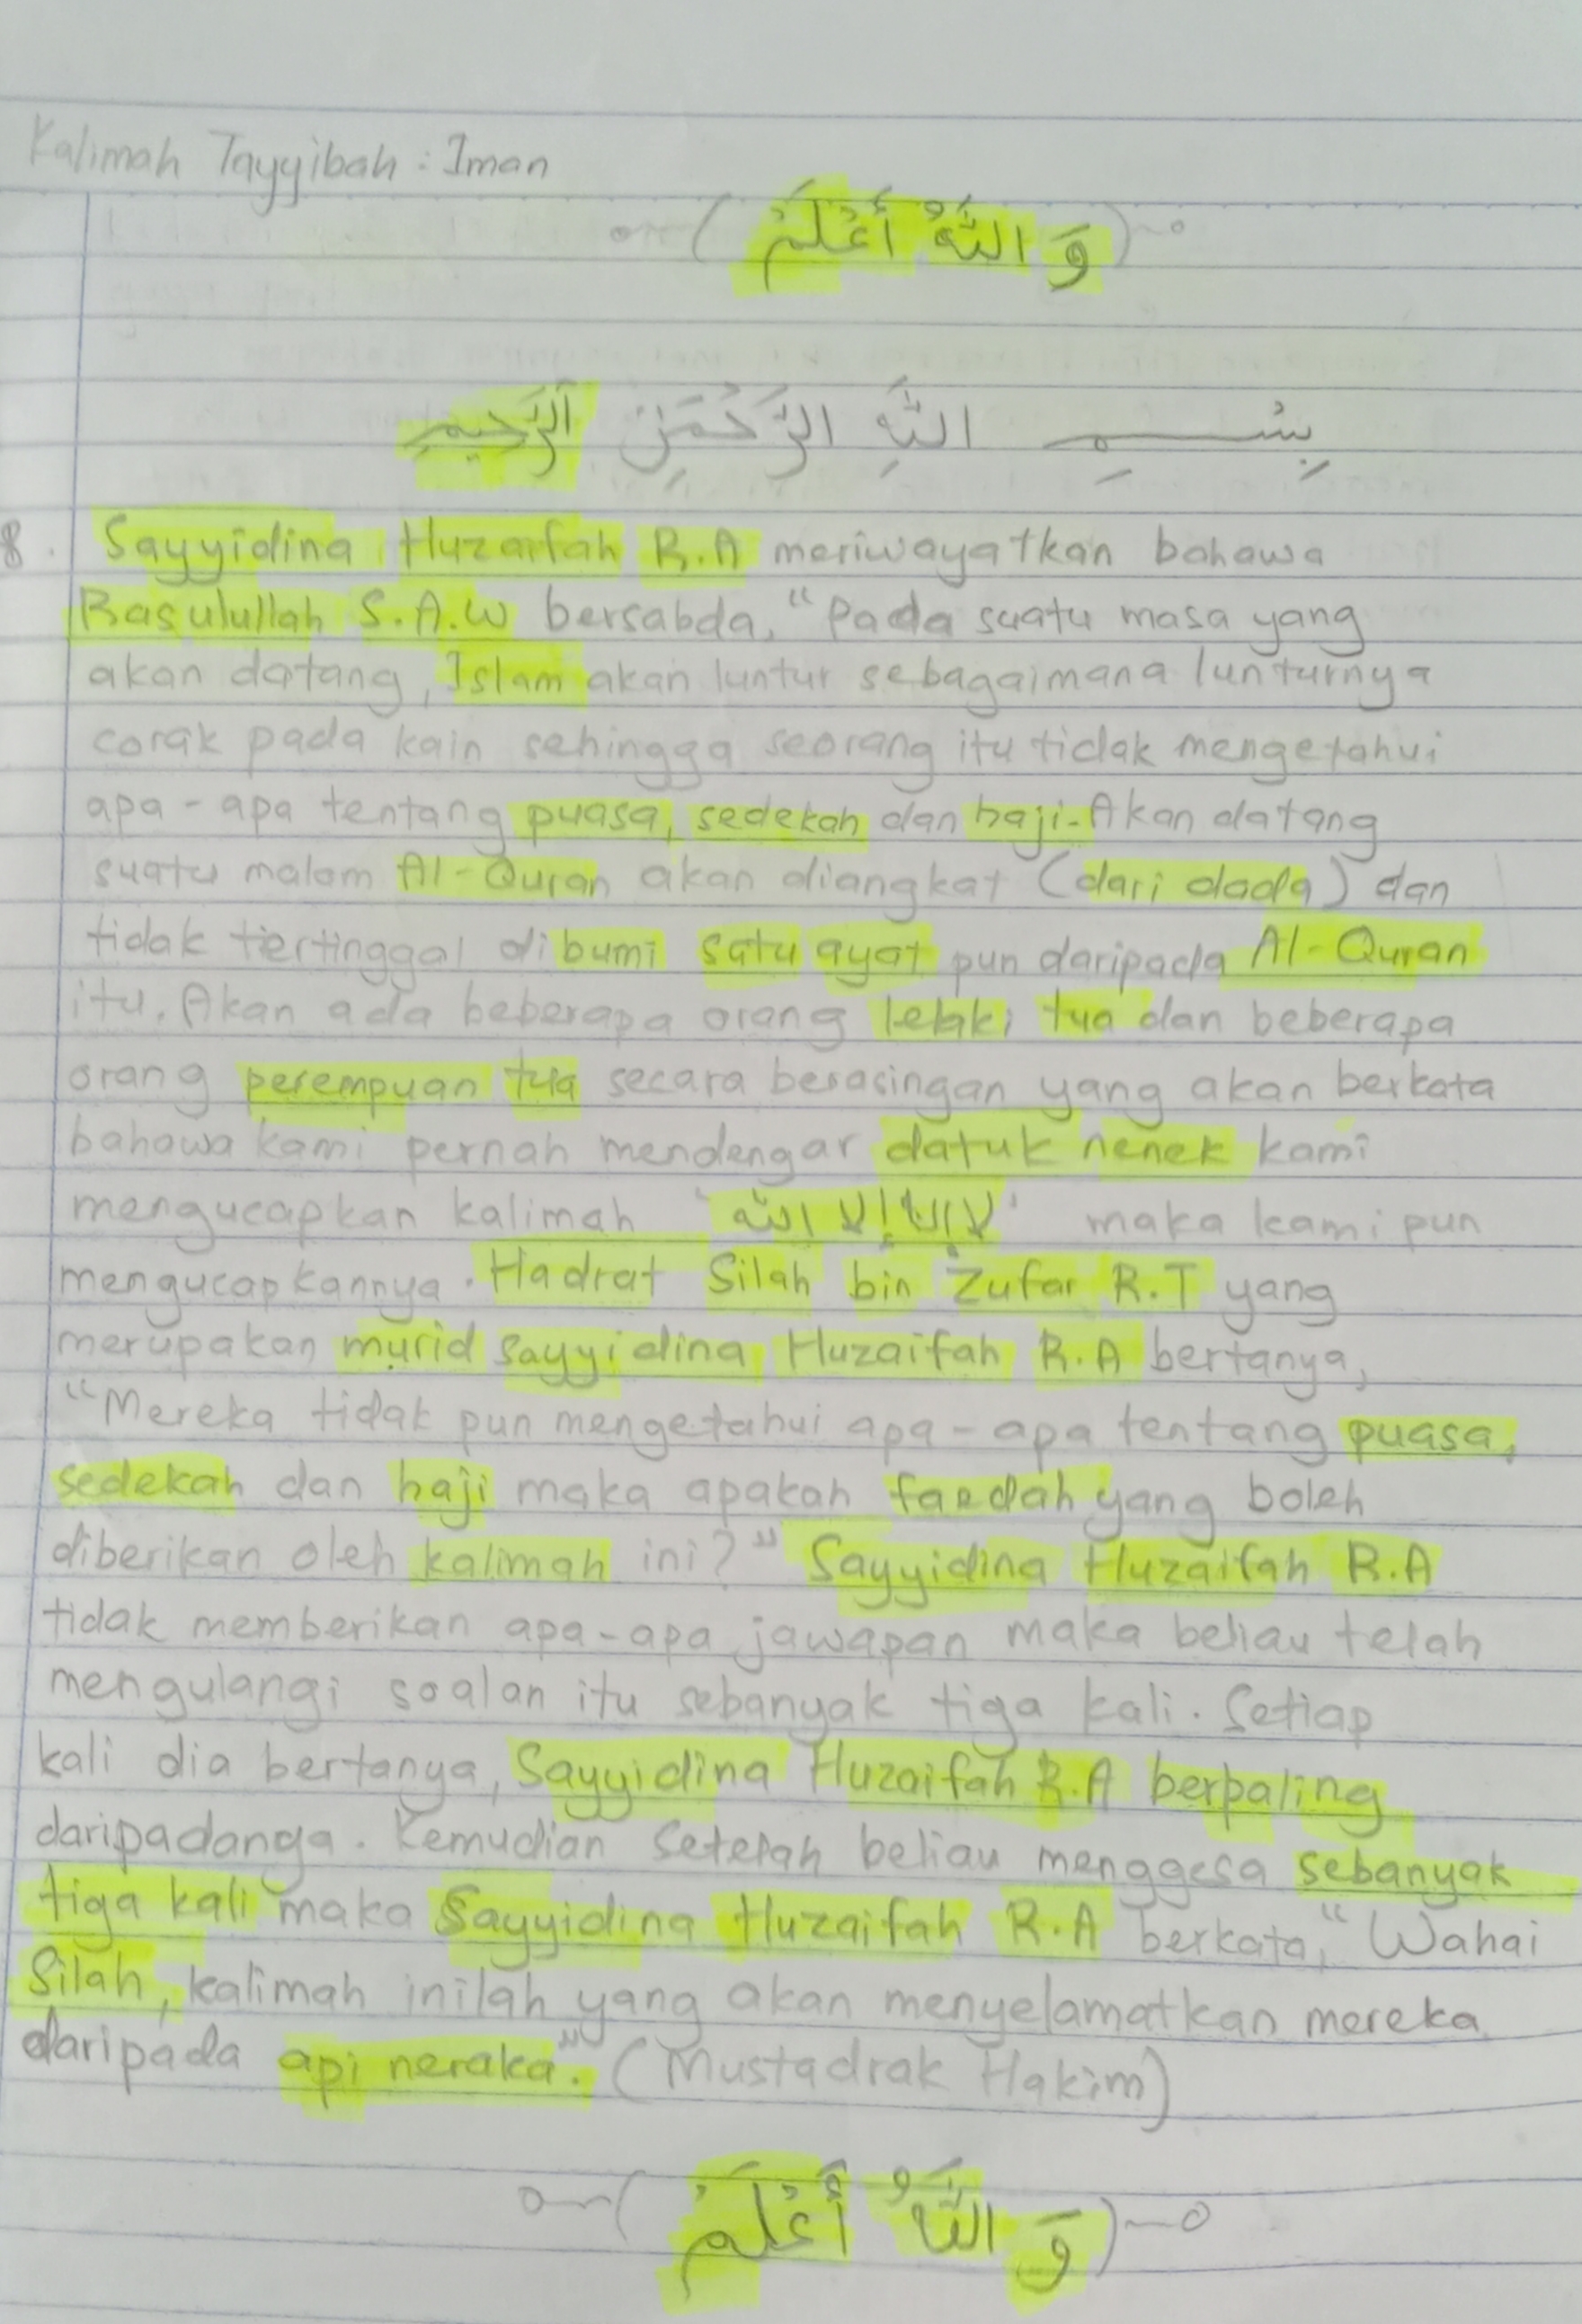 Kalimah Tayyibah : Iman
(وَ اللَّهُ أَعْلَمْ)
بِسْمِ اللَّهِ الرَّحْمَنِ الرَّحِيمِ
8. Sayyidina Huzaifah R.A meriwayatkan bahawa
Rasulullah S.A.W bersabda, "Pada suatu masa yang
akan datang, Islam akan luntur sebagaimana lunturnya
corak pada kain sehingga seorang itu tidak mengetahui
apa-apa tentang puasa, sedekah dan haji. Akan datang
suatu malam Al-Quran akan diangkat (dari dada) dan
tidak tertinggal dibumi satu ayat pun daripada Al-Quran
itu. Akan ada beberapa orang lelaki tua dan beberapa
orang perempuan tua secara berasingan yang akan berkata
bahawa kami pernah mendengar datuk nenek kami
mengucapkan kalimah 'لا إله إلا الله' maka kami pun
mengucapkannya. Hadrat Silah bin Zufar R.T yang
merupakan murid Sayyidina Huzaifah R.A bertanya,
"Mereka tidak pun mengetahui apa-apa tentang puasa,
sedekah dan haji maka apakah faedah yang boleh
diberikan oleh kalimah ini?" Sayyidina Huzaifah R.A
tidak memberikan apa-apa jawapan maka beliau telah
mengulangi soalan itu sebanyak tiga kali. Setiap
kali dia bertanya, Sayyidina Huzaifah R.A berpaling
daripadanga. Kemudian setelah beliau menggesa sebanyak
tiga kali maka Sayyidina Huzaifah R.A berkata, "Wahai
Silah, kalimah inilah yang akan menyelamatkan mereka
daripada api neraka." (Mustadrak Hakim)
(وَ اللَّهُ أَعْلَمْ)